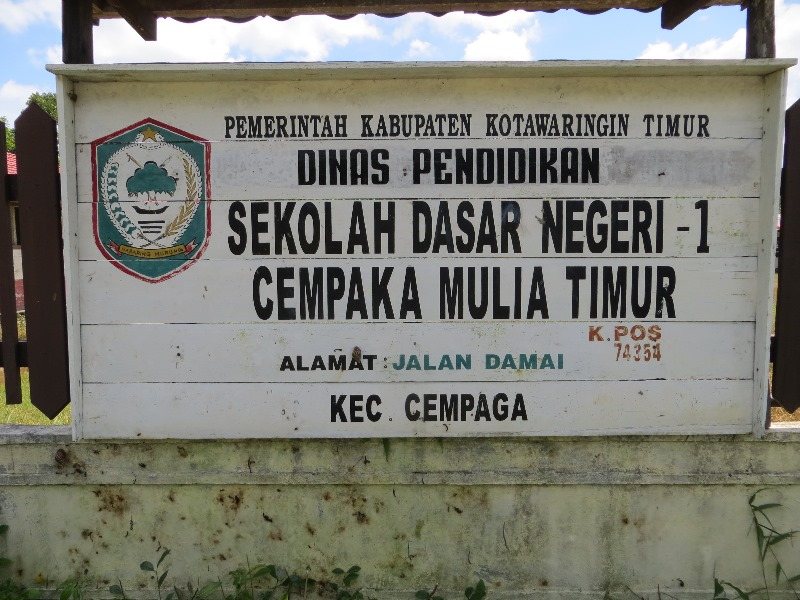 PEMERINTAH KABUPATEN KOTAWARINGIN TIMUR
DINAS PENDIDIKAN
SEKOLAH DASAR NEGERI - 1
CEMPAKA MULIA TIMUR
K.POS
74354
ALAMAT : JALAN DAMAI
KEC. CEMPAGA